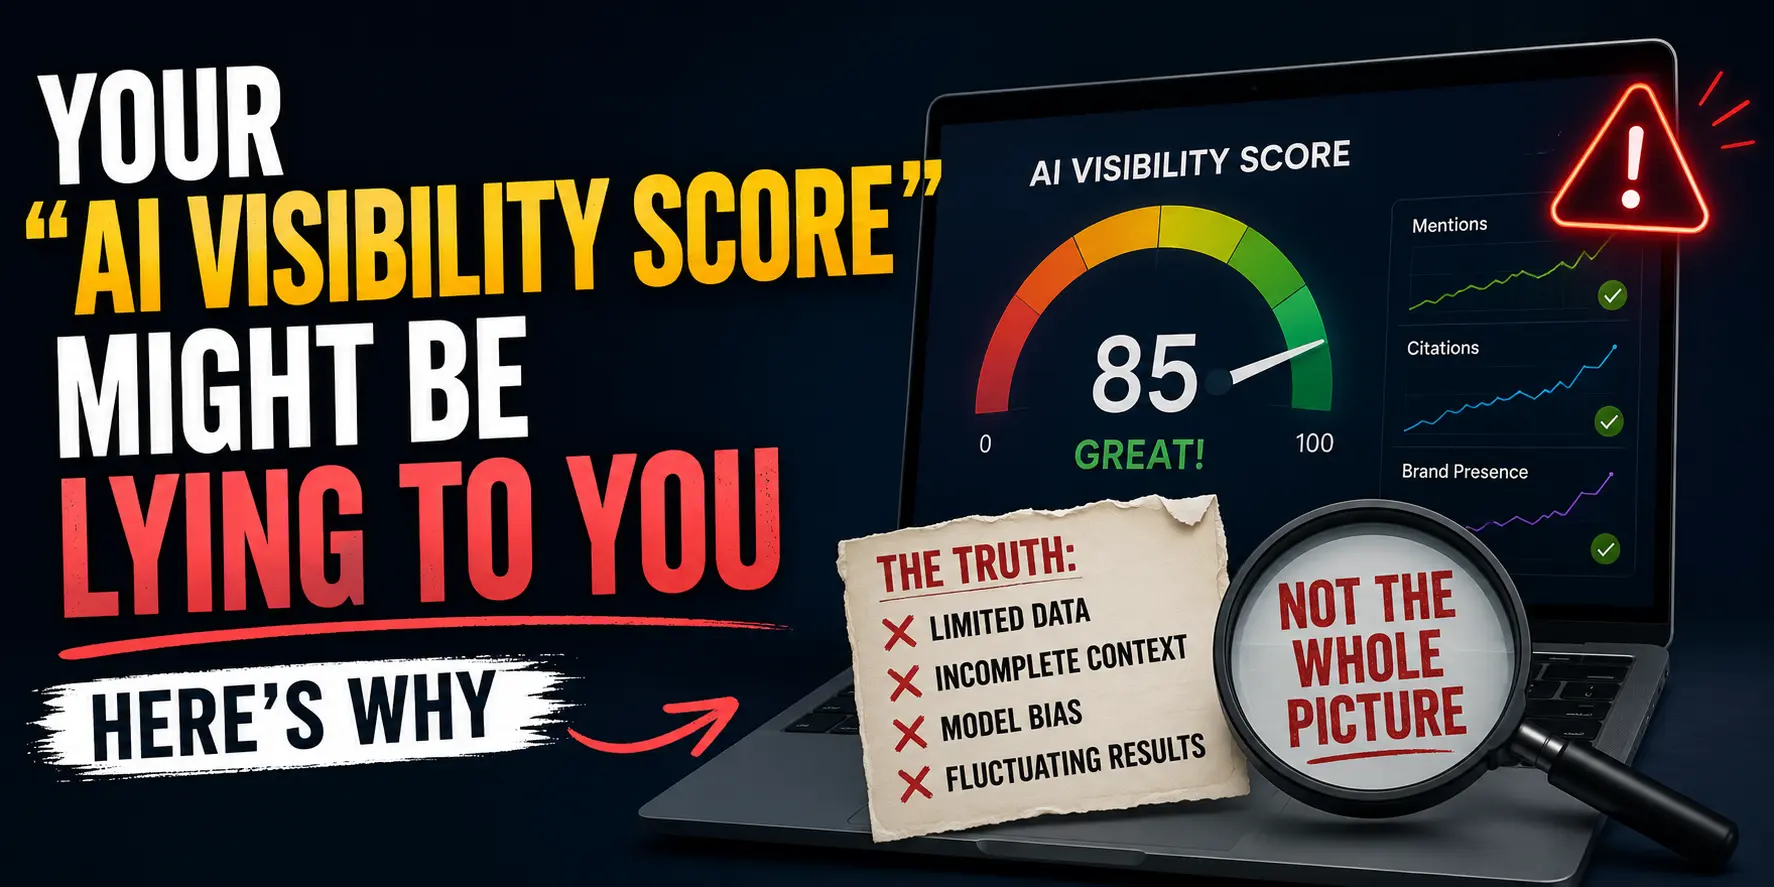 YOUR
“AI VISIBILITY SCORE”
MIGHT BE
LYING TO YOU
HERE’S WHY
AI VISIBILITY SCORE
85
0
100
GREAT!
Mentions
Citations
Brand Presence
THE TRUTH:
LIMITED DATA
INCOMPLETE CONTEXT
MODEL BIAS
FLUCTUATING RESULTS
NOT THE
WHOLE
PICTURE